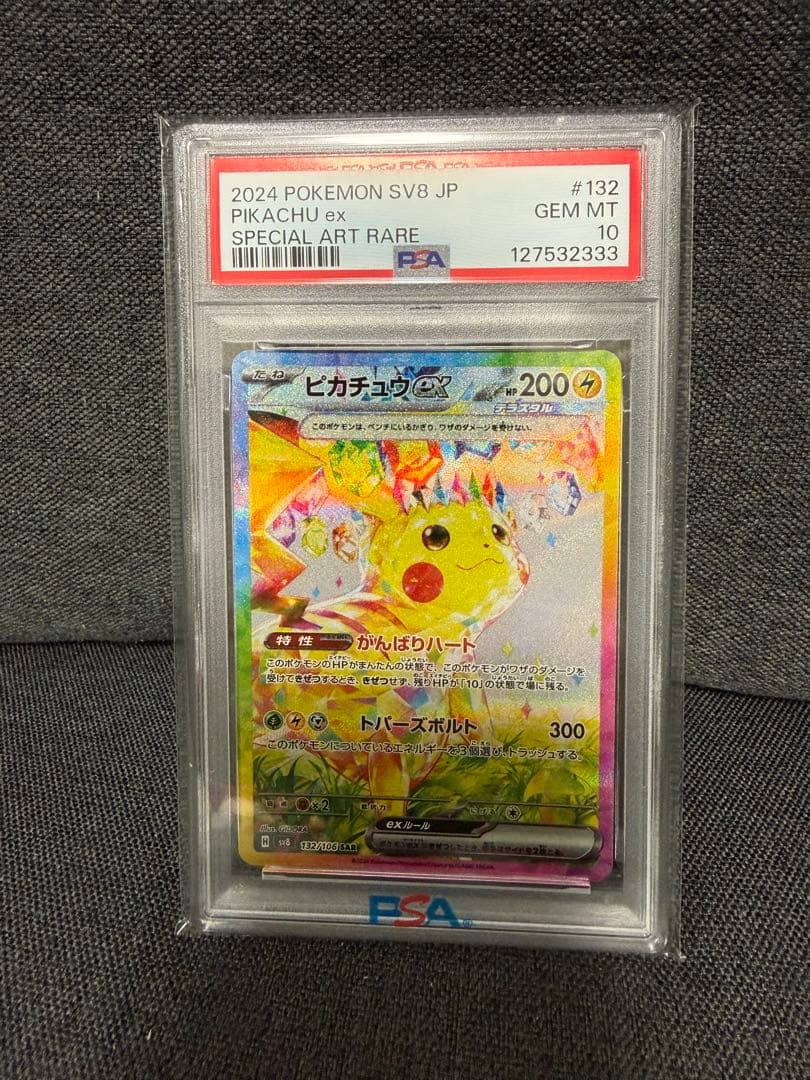 2024 POKEMON SV8 JP #132
PIKACHU ex GEM MT
SPECIAL ART RARE 10
PSA 127532333
たね ピカチュウex HP 200
テラスタル
このポケモンは、ベンチにいるかぎり、ワザのダメージを受けない。
特性 がんばりハート
このポケモンのHPがまんたんの状態で、このポケモンがワザのダメージを
受けてきぜつするとき、きぜつせず、残りHPが「10」の状態で場に残る。
トパーズボルト 300
このポケモンについているエネルギーを3個選び、トラッシュする。
×2 抵抗力
exルール
Illus. GIDORA
H sv8 132/106 SAR
PSA